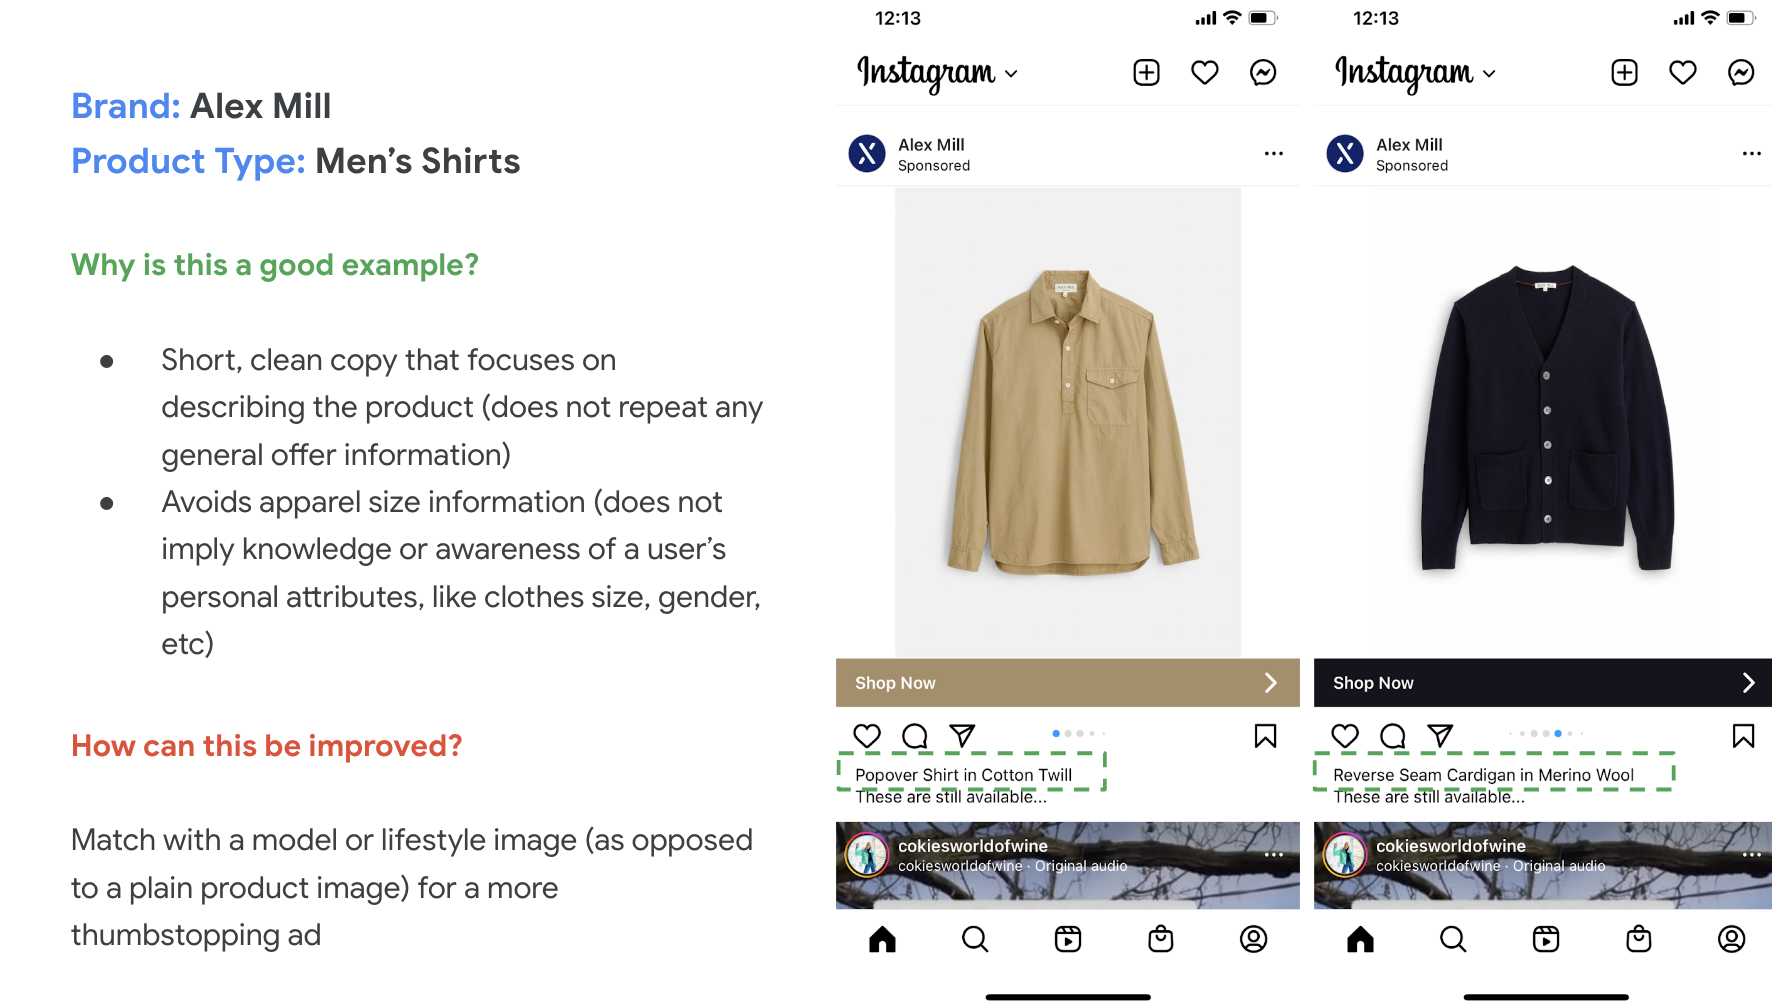 Brand: Alex Mill
Product Type: Men's Shirts
Why is this a good example?
● Short, clean copy that focuses on
describing the product (does not repeat any
general offer information)
● Avoids apparel size information (does not
imply knowledge or awareness of a user's
personal attributes, like clothes size, gender,
etc)
How can this be improved?
Match with a model or lifestyle image (as opposed
to a plain product image) for a more
thumbstopping ad
12:13
Instagram
Alex Mill
Sponsored
Shop Now
Popover Shirt in Cotton Twill
These are still available...
cokiesworldofwine
cokiesworldofwine · Original audio
12:13
Instagram
Alex Mill
Sponsored
Shop Now
Reverse Seam Cardigan in Merino Wool
These are still available...
cokiesworldofwine
cokiesworldofwine · Original audio